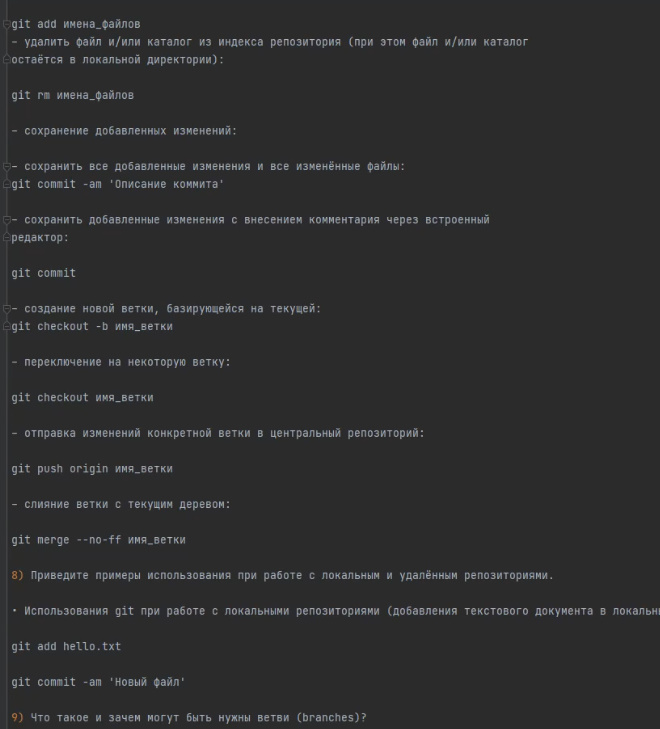 git add имена_файлов
– удалить файл и/или каталог из индекса репозитория (при этом файл и/или каталог
остаётся в локальной директории):
git rm имена_файлов
– сохранение добавленных изменений:
– сохранить все добавленные изменения и все изменённые файлы:
git commit -am 'Описание коммита'
– сохранить добавленные изменения с внесением комментария через встроенный
редактор:
git commit
– создание новой ветки, базирующейся на текущей:
git checkout -b имя_ветки
– переключение на некоторую ветку:
git checkout имя_ветки
– отправка изменений конкретной ветки в центральный репозиторий:
git push origin имя_ветки
– слияние ветки с текущим деревом:
git merge --no-ff имя_ветки
8) Приведите примеры использования при работе с локальным и удалённым репозиториями.
• Использования git при работе с локальными репозиториями (добавления текстового документа в
git add hello.txt
git commit -am 'Новый файл'
9) Что такое и зачем могут быть нужны ветви (branches)?